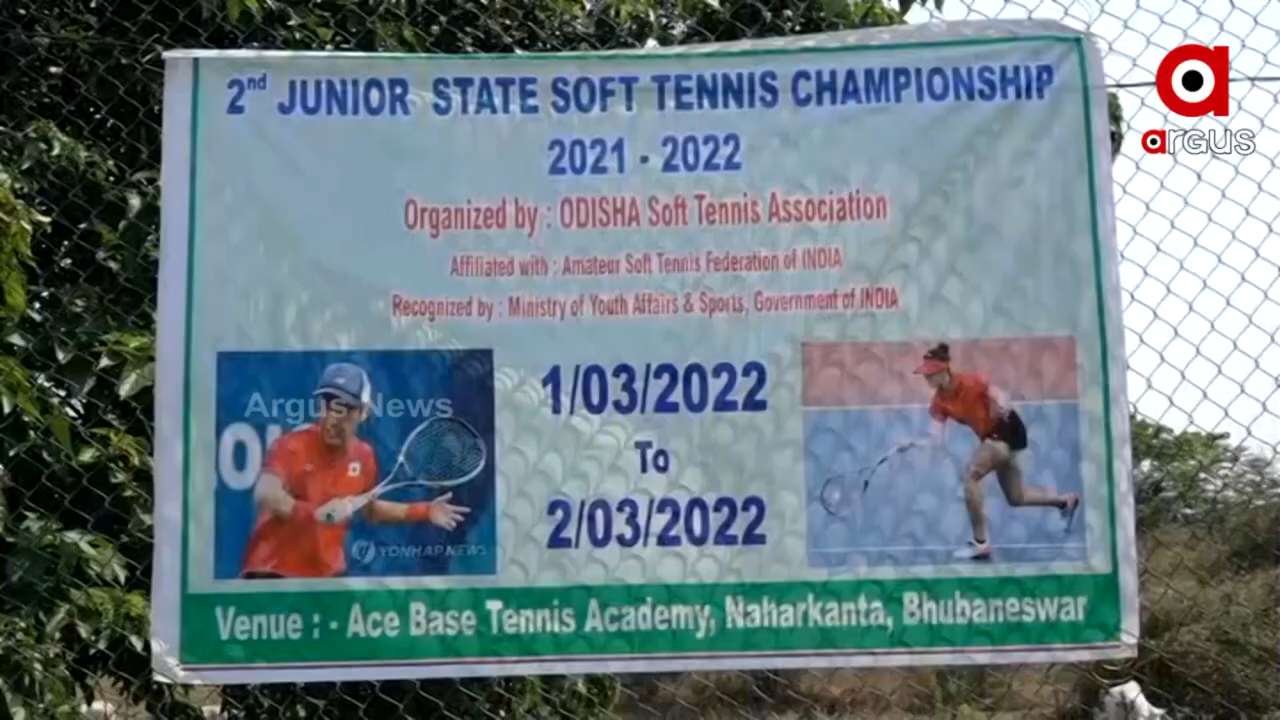 2nd JUNIOR STATE SOFT TENNIS CHAMPIONSHIP
argus
2021 - 2022
Organized by : ODISHA Soft Tennis Association
Affiliated with : Amateur Soft Tennis Federation of INDIA
Recognized by : Ministry of Youth Affairs & Sports, Government of INDIA
1/03/2022
Argus News
To
2/03/2022
YONHAP NEWS
Venue : - Ace Base Tennis Academy, Naharkanta, Bhubaneswar